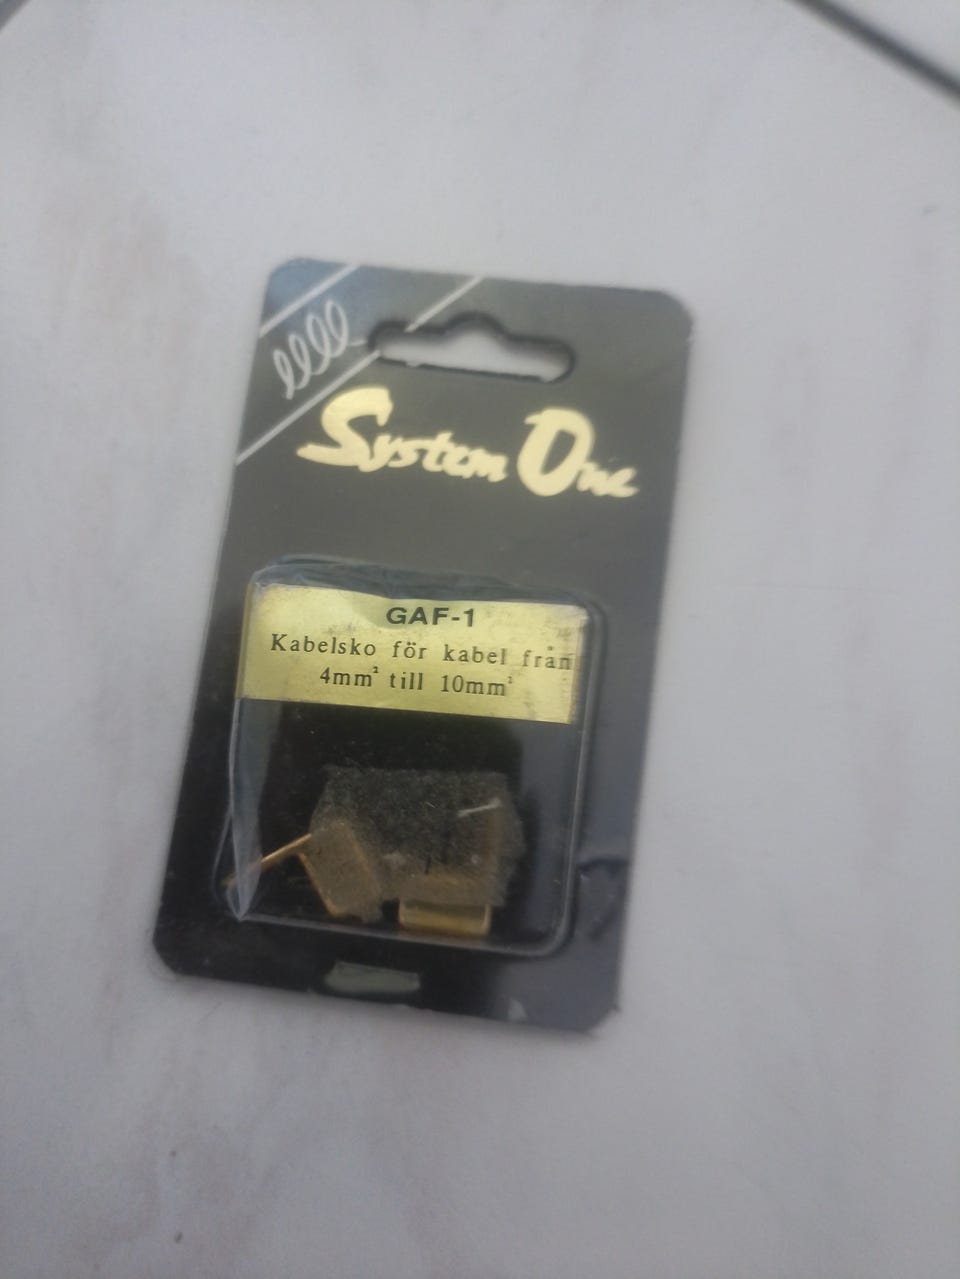 System One
GAF-1
Kabelsko för kabel från
4mm² till 10mm²